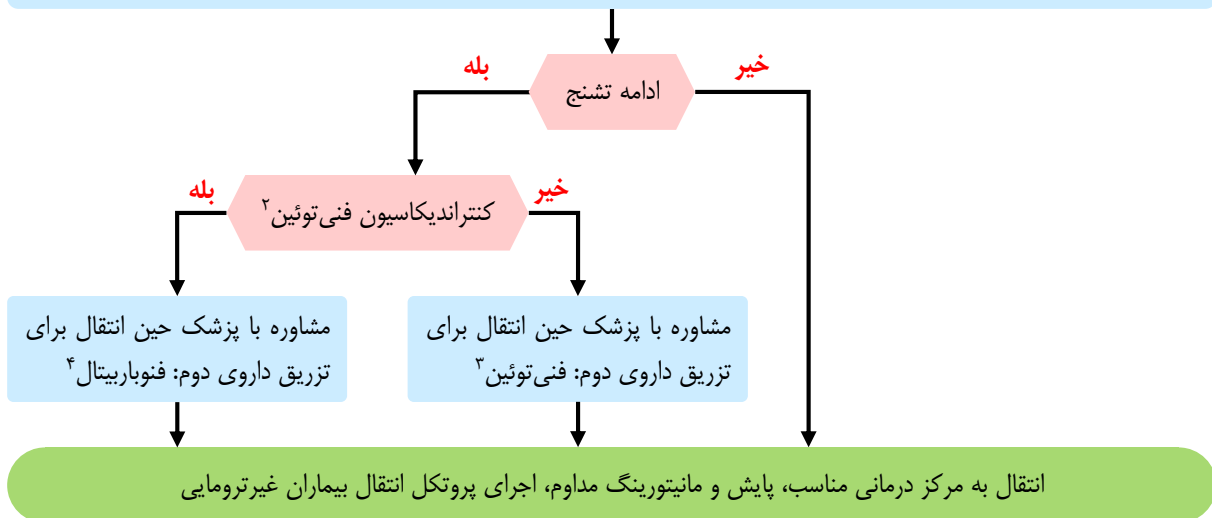 خیر
بله
ادامه تشنج
خیر
بله
کنتراندیکاسیون فنی‌توئین۲
مشاوره با پزشک حین انتقال برای
تزریق داروی دوم: فنی‌توئین۳
مشاوره با پزشک حین انتقال برای
تزریق داروی دوم: فنوباربیتال۴
انتقال به مرکز درمانی مناسب، پایش و مانیتورینگ مداوم، اجرای پروتکل انتقال بیماران غیرترومایی